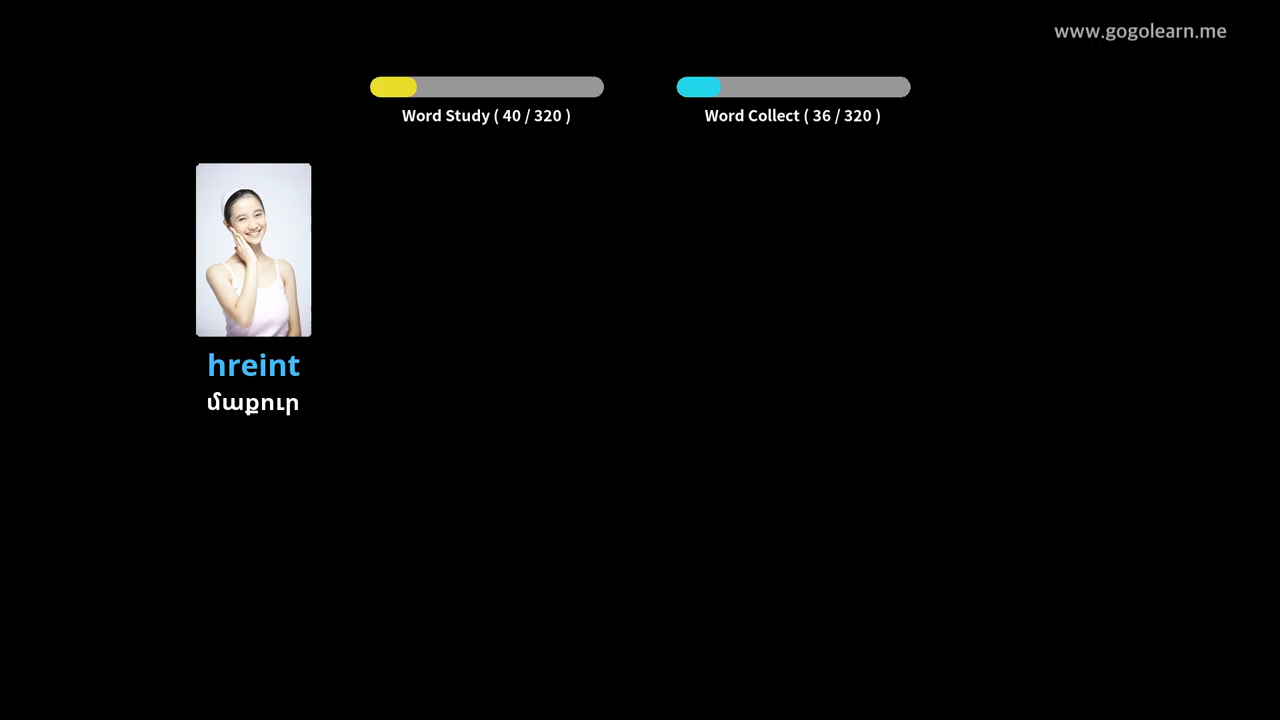 www.gogolearn.me
Word Study ( 40 / 320 )
Word Collect ( 36 / 320 )
hreint
մաքուր